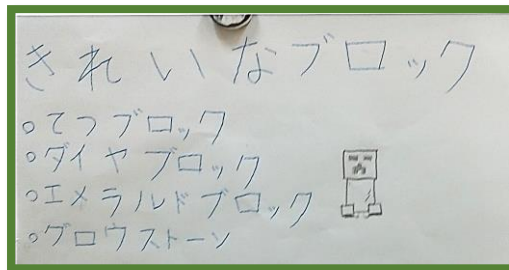 きれいなブロック
○てつブロック
○ダイヤブロック
○エメラルドブロック
○グロウストーン